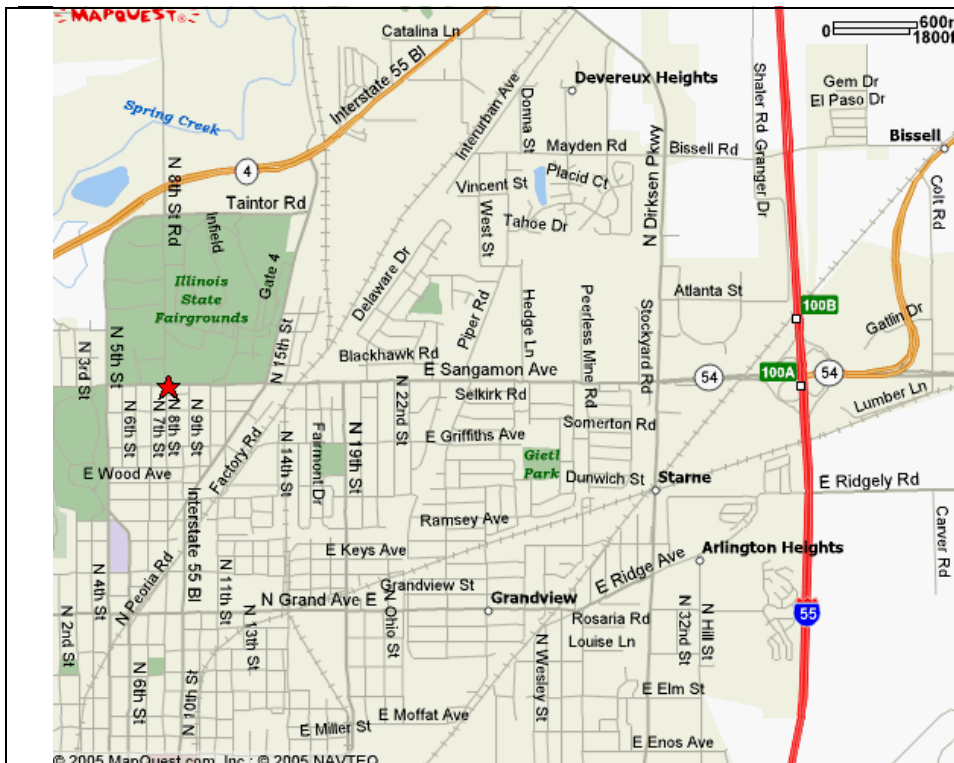 MAPQUEST®
0 600m
1800ft
Catalina Ln
Interstate 55 Bl
Devereux Heights
Shaler Rd
Gem Dr
El Paso Dr
Spring Creek
Interurban Ave
Donna St
Bissell
4
N 8th St Rd
Mayden Rd
Bissell Rd
Taintor Rd
Vincent St
Placid Ct
N Dirksen Pkwy
Granger Dr
Colt Rd
Infield
West St
Tahoe Dr
Gate 4
Illinois
State
Fairgrounds
Delaware Dr
Atlanta St
100B
Gatlin Dr
N 3rd St
N 5th St
N 15th St
Piper Rd
Hedge Ln
Peerless Mine Rd
Stockyard Rd
Blackhawk Rd
E Sangamon Ave
54
100A
54
Lumber Ln
N 6th St
N 7th St
N 8th St
N 9th St
Selkirk Rd
N 22nd St
Somerton Rd
E Griffiths Ave
Factory Rd
N 14th St
Fairmont Dr
N 19th St
Gietl
Park
E Wood Ave
Dunwich St
Starne
E Ridgely Rd
Interstate 55 Bl
Ramsey Ave
Carver Rd
E Keys Ave
Arlington Heights
N 4th St
N Peoria Rd
N 11th St
Grandview St
E Ridge Ave
N Grand Ave E
Grandview
55
N 2nd St
N 13th St
N Ohio St
Rosaria Rd
Louise Ln
N 32nd St
N Hill St
N 6th St
N 10th St
N Wesley St
E Elm St
E Moffat Ave
E Miller St
E Enos Ave
© 2005 MapQuest.com, Inc.; © 2005 NAVTEQ